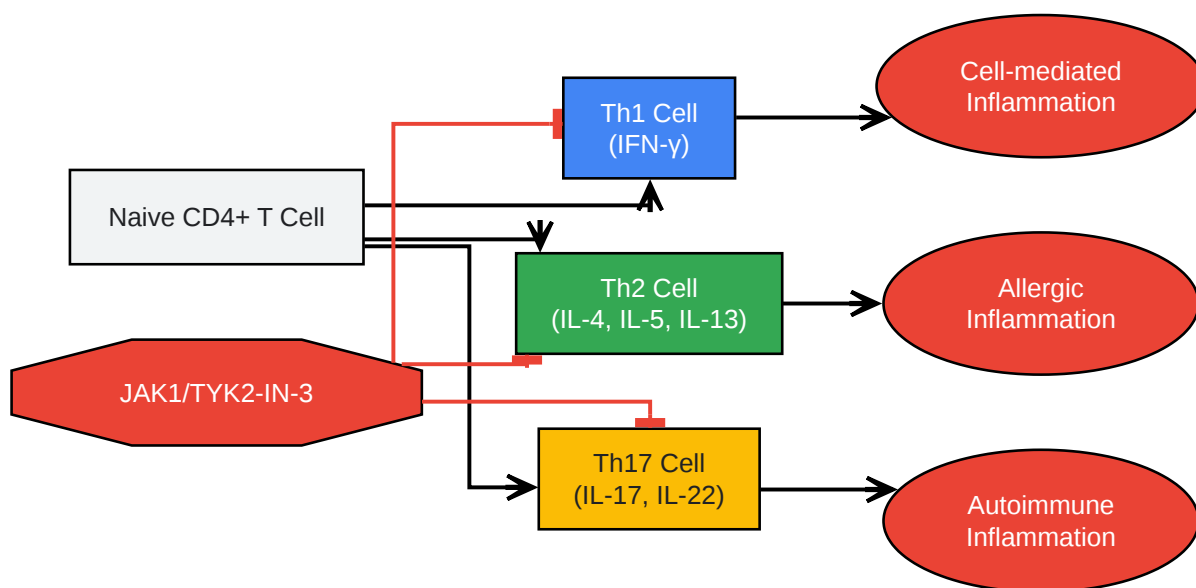 Cell-mediated
Inflammation
Th1 Cell
(IFN-γ)
Naive CD4+ T Cell
Th2 Cell
(IL-4, IL-5, IL-13)
Allergic
Inflammation
JAK1/TYK2-IN-3
Th17 Cell
(IL-17, IL-22)
Autoimmune
Inflammation